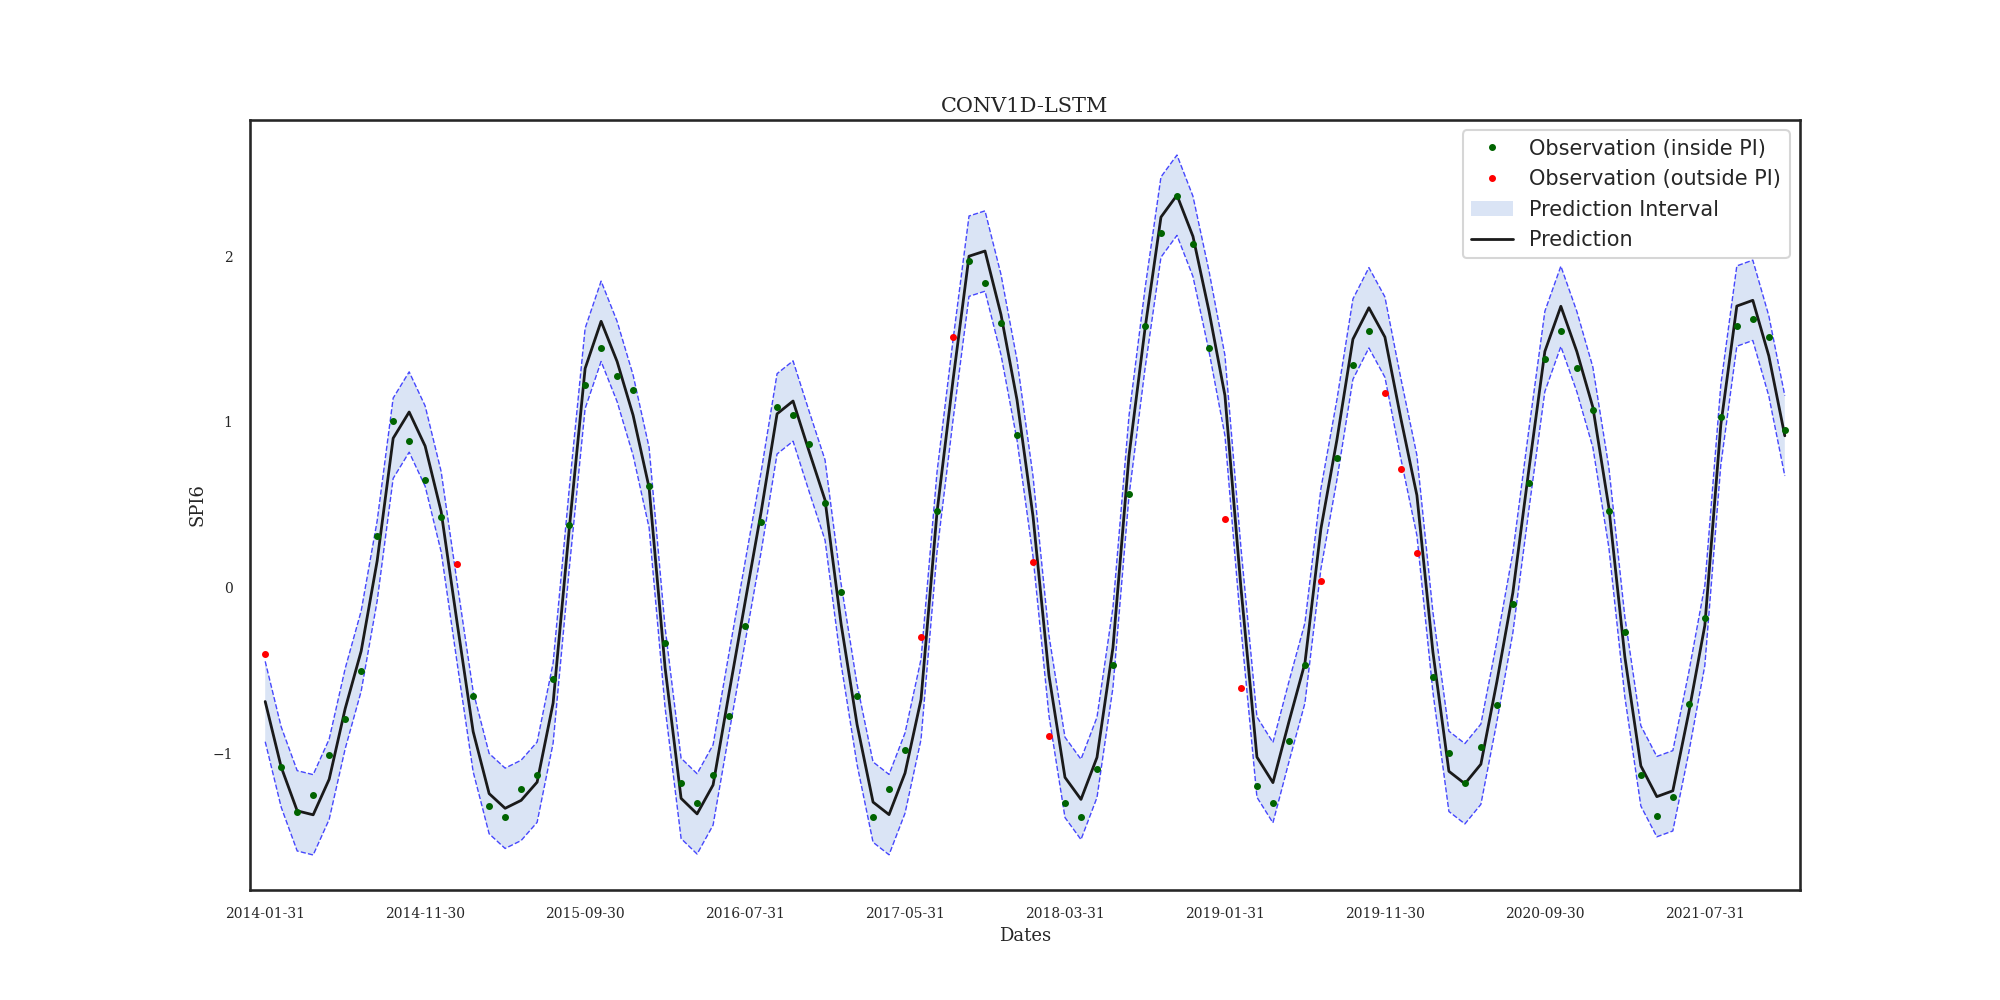 CONV1D-LSTM
Observation (inside PI)
Observation (outside PI)
Prediction Interval
Prediction
SPI6
2
1
0
−1
2014-01-31 2014-11-30 2015-09-30 2016-07-31 2017-05-31 2018-03-31 2019-01-31 2019-11-30 2020-09-30 2021-07-31
Dates